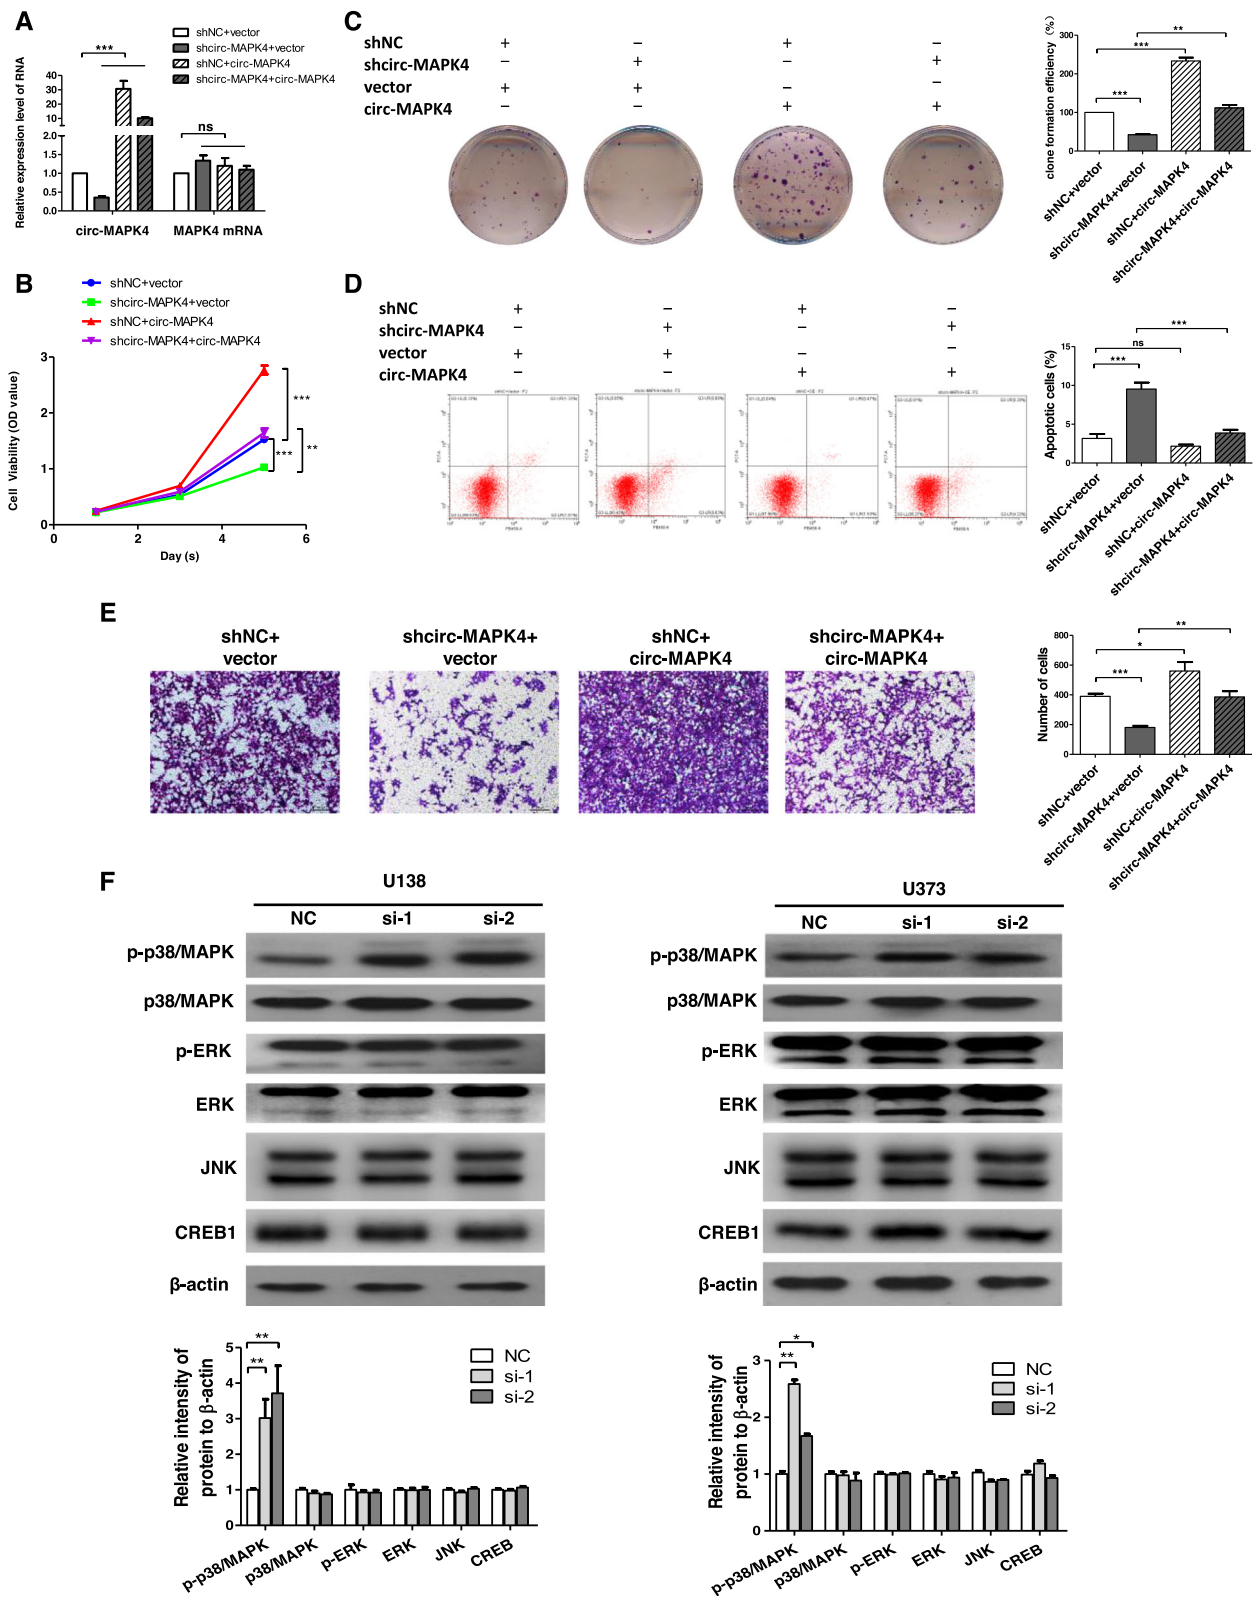 A
shNC+vector
shcirc-MAPK4+vector
shNC+circ-MAPK4
shcirc-MAPK4+circ-MAPK4
Relative expression level of RNA
40
30
20
10
2.0
1.5
1.0
0.5
0.0
***
ns
circ-MAPK4
MAPK4 mRNA
B
shNC+vector
shcirc-MAPK4+vector
shNC+circ-MAPK4
shcirc-MAPK4+circ-MAPK4
Cell Viability (OD value)
3
2
1
0
0
2
4
6
Day (s)
***
***
**
C
shNC + – + –
shcirc-MAPK4 – + – +
vector + + – –
circ-MAPK4 – – + +
clone formation efficiency (%)
300
200
100
0
***
***
**
shNC+vector
shcirc-MAPK4+vector
shNC+circ-MAPK4
shcirc-MAPK4+circ-MAPK4
D
shNC + – + –
shcirc-MAPK4 – + – +
vector + + – –
circ-MAPK4 – – + +
Apoptotic cells (%)
15
10
5
0
***
ns
***
shNC+vector
shcirc-MAPK4+vector
shNC+circ-MAPK4
shcirc-MAPK4+circ-MAPK4
E
shNC+
vector
shcirc-MAPK4+
vector
shNC+
circ-MAPK4
shcirc-MAPK4+
circ-MAPK4
Number of cells
800
600
400
200
0
***
*
**
shNC+vector
shcirc-MAPK4+vector
shNC+circ-MAPK4
shcirc-MAPK4+circ-MAPK4
F
U138
NC si-1 si-2
p-p38/MAPK
p38/MAPK
p-ERK
ERK
JNK
CREB1
β-actin
U373
NC si-1 si-2
p-p38/MAPK
p38/MAPK
p-ERK
ERK
JNK
CREB1
β-actin
Relative intensity of
protein to β-actin
5
4
3
2
1
0
**
**
NC
si-1
si-2
p-p38/MAPK
p38/MAPK
p-ERK
ERK
JNK
CREB
Relative intensity of
protein to β-actin
3
2
1
0
*
**
NC
si-1
si-2
p-p38/MAPK
p38/MAPK
p-ERK
ERK
JNK
CREB